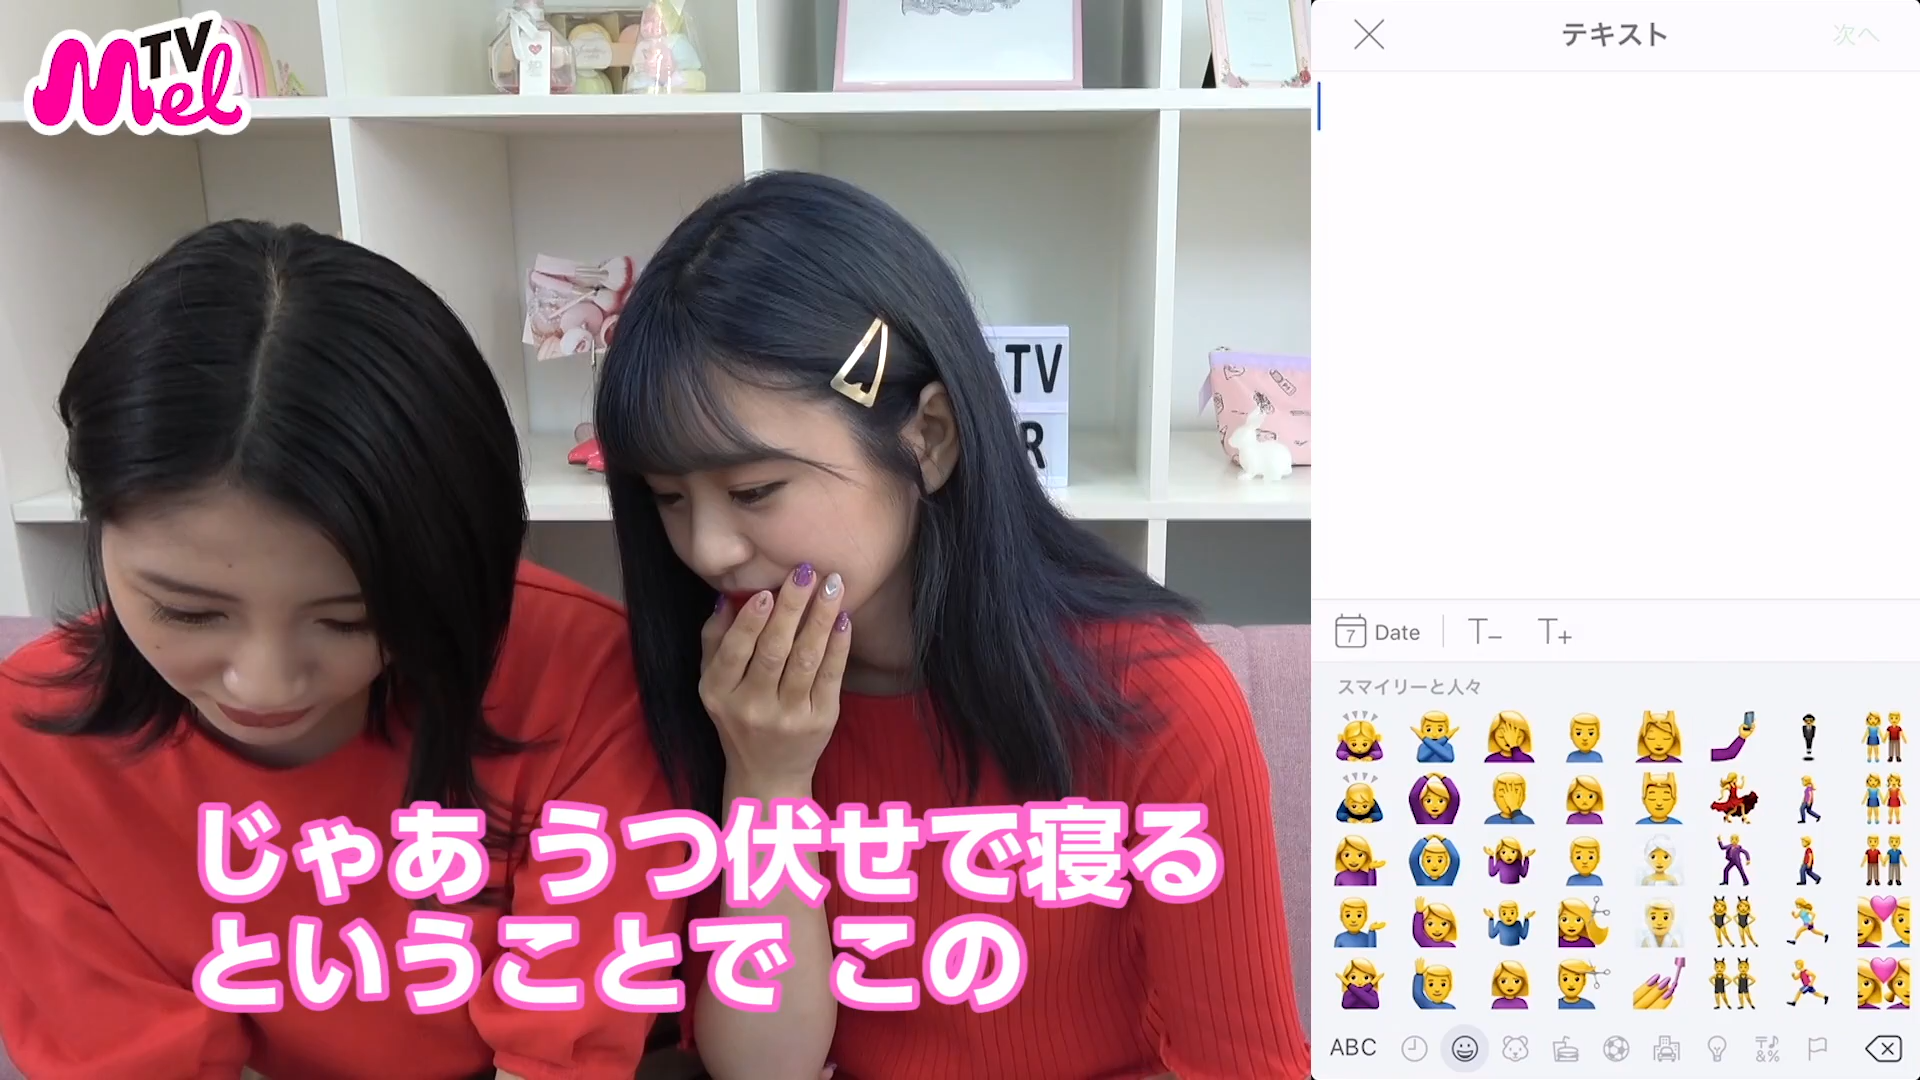 Mel TV
テキスト
次へ
TV
R
7 Date
T- T+
スマイリーと人々
じゃあ うつ伏せで寝る
ということで この
ABC